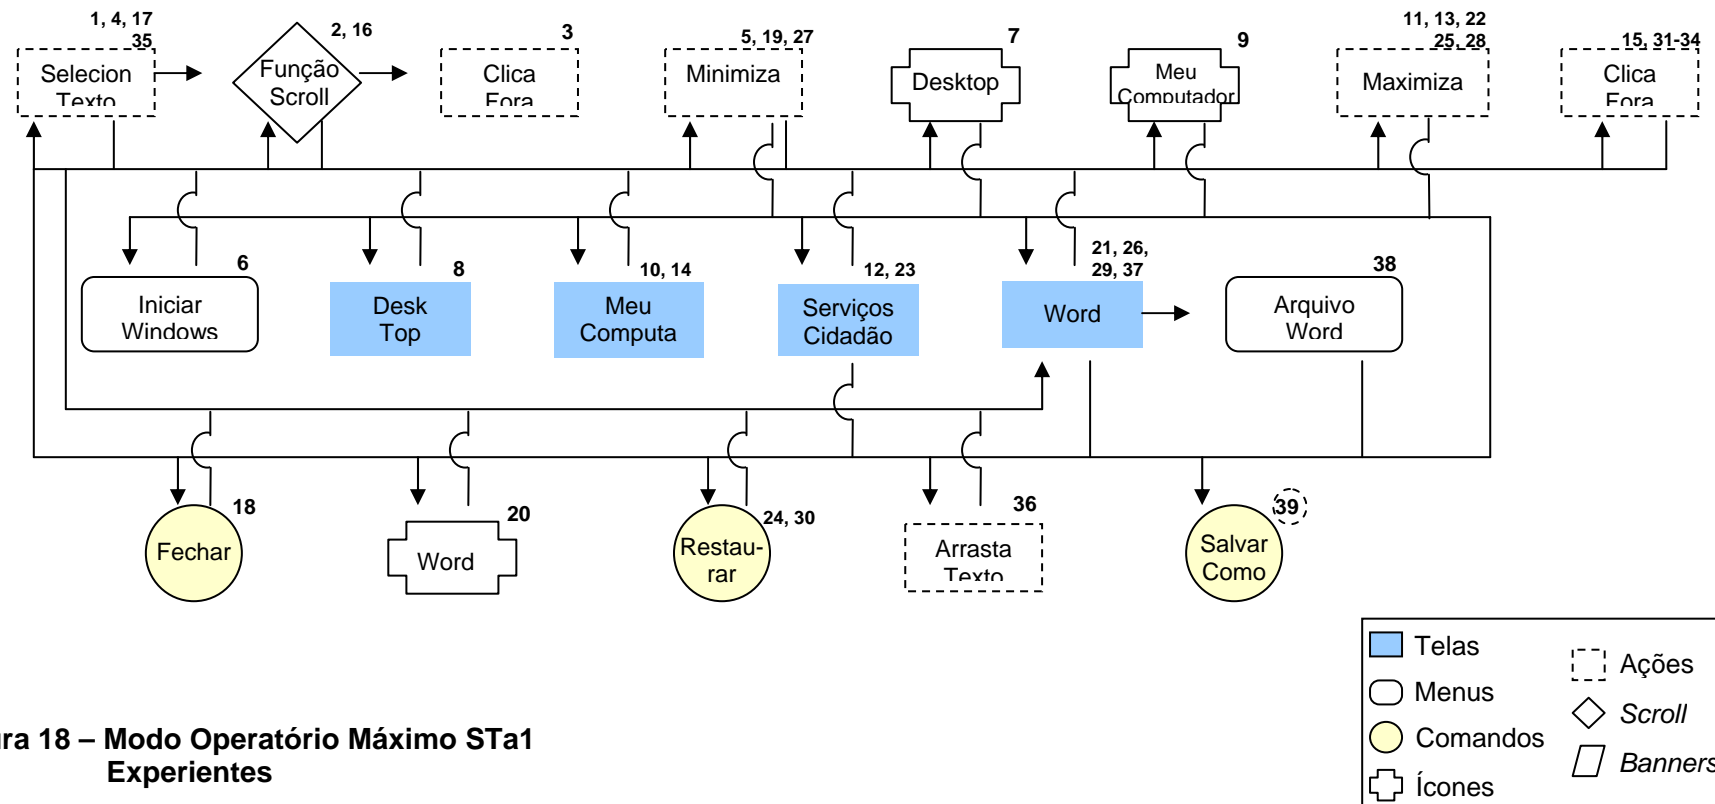 1, 4, 17
35
Selecion
Texto
2, 16
Função
Scroll
3
Clica
Fora
5, 19, 27
Minimiza
7
Desktop
9
Meu
Computador
11, 13, 22
25, 28
Maximiza
15, 31-34
Clica
Fora
6
Iniciar
Windows
8
Desk
Top
10, 14
Meu
Computa
12, 23
Serviços
Cidadão
21, 26,
29, 37
Word
38
Arquivo
Word
18
Fechar
20
Word
24, 30
Restau-
rar
36
Arrasta
Texto
39
Salvar
Como
Telas
Menus
Comandos
Ícones
Ações
Scroll
Banners
ra 18 – Modo Operatório Máximo STa1
Experientes